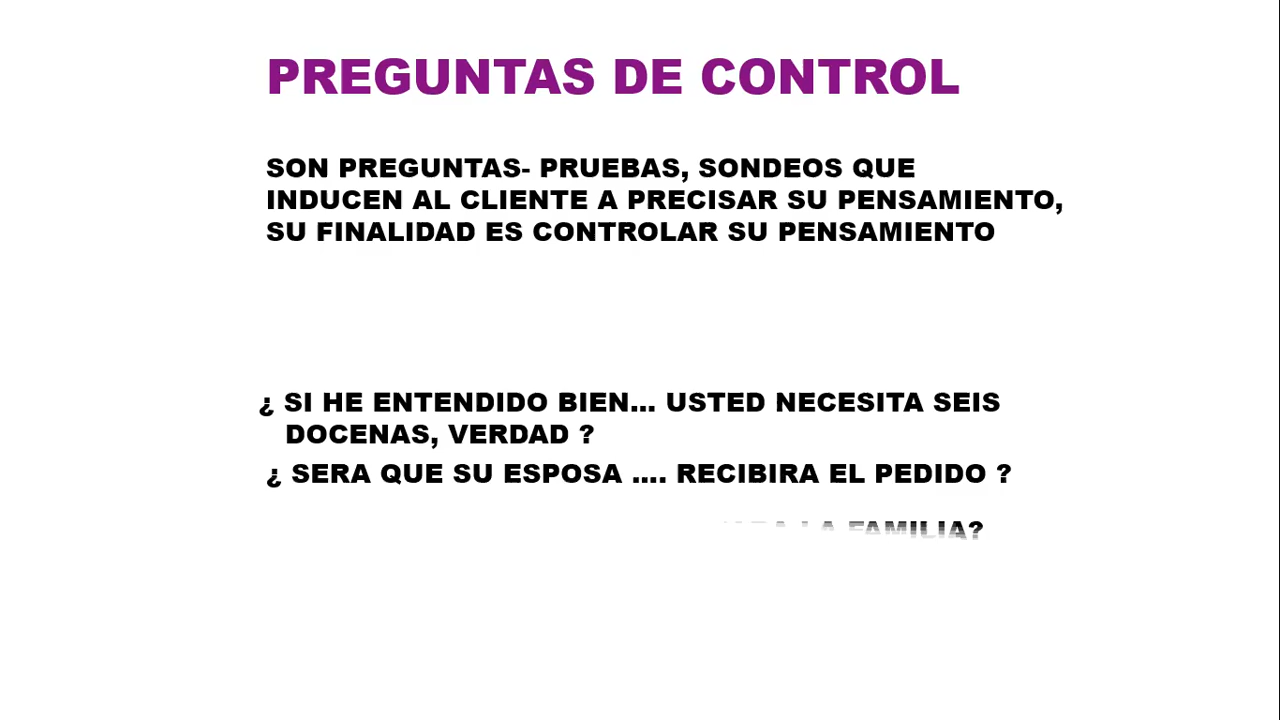 PREGUNTAS DE CONTROL
SON PREGUNTAS- PRUEBAS, SONDEOS QUE
INDUCEN AL CLIENTE A PRECISAR SU PENSAMIENTO,
SU FINALIDAD ES CONTROLAR SU PENSAMIENTO
¿ SI HE ENTENDIDO BIEN... USTED NECESITA SEIS
DOCENAS, VERDAD ?
¿ SERA QUE SU ESPOSA .... RECIBIRA EL PEDIDO ?
LA FAMILIA?